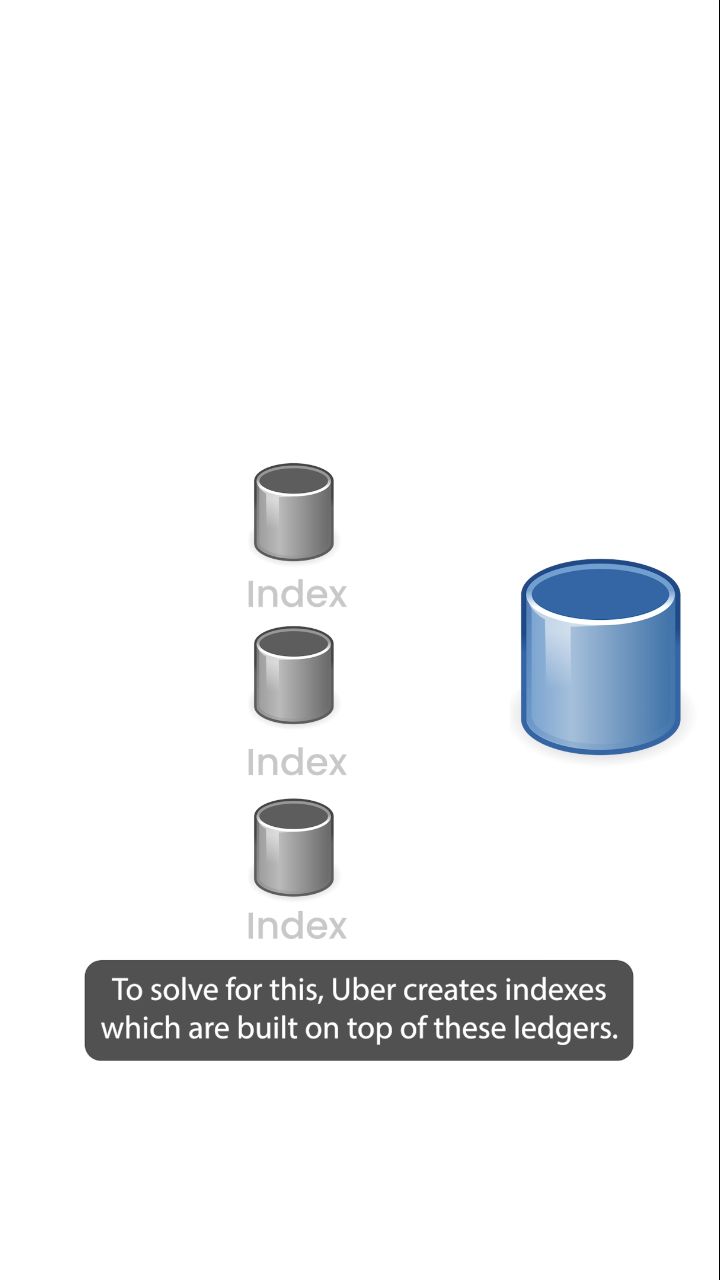 Index
Index
Index
To solve for this, Uber creates indexes
which are built on top of these ledgers.